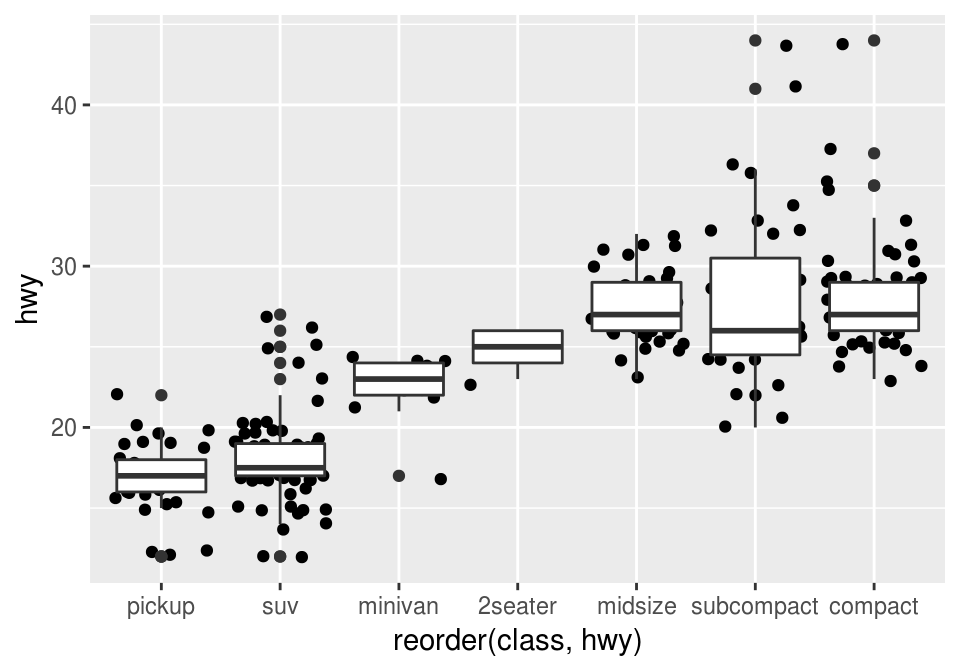 hwy
40
30
20
pickup suv minivan 2seater midsize subcompact compact
reorder(class, hwy)